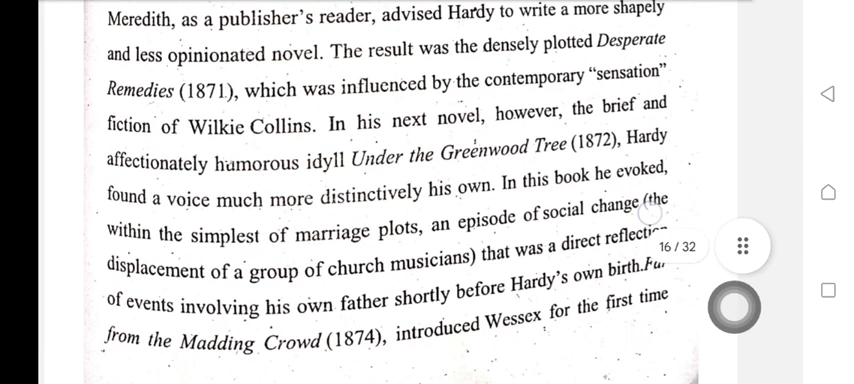 Meredith, as a publisher's reader, advised Hardy to write a more shapely
and less opinionated novel. The result was the densely plotted Desperate
Remedies (1871), which was influenced by the contemporary “sensation”
fiction of Wilkie Collins. In his next novel, however, the brief and
affectionately humorous idyll Under the Greenwood Tree (1872), Hardy
found a voice much more distinctively his own. In this book he evoked,
within the simplest of marriage plots, an episode of social change (the
displacement of a group of church musicians) that was a direct
16 / 32
of events involving his own father shortly before Hardy's own birth.
from the Madding Crowd (1874), introduced Wessex for the first time